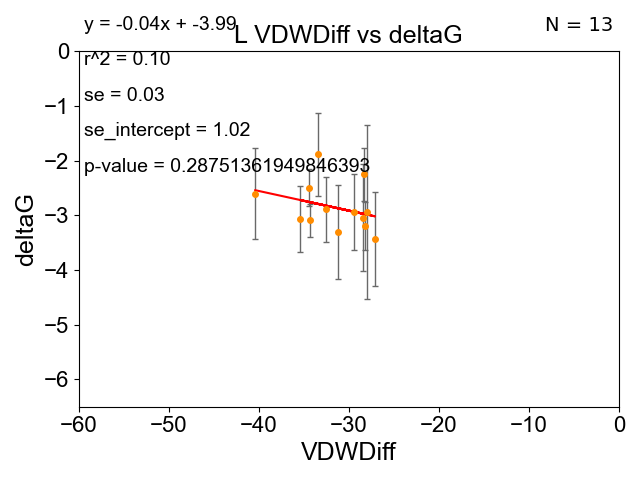 y = -0.04x + -3.99
N = 13
L VDWDiff vs deltaG
r^2 = 0.10
se = 0.03
se_intercept = 1.02
p-value = 0.28751361949846393
deltaG
0
−1
−2
−3
−4
−5
−6
−60 −50 −40 −30 −20 −10 0
VDWDiff